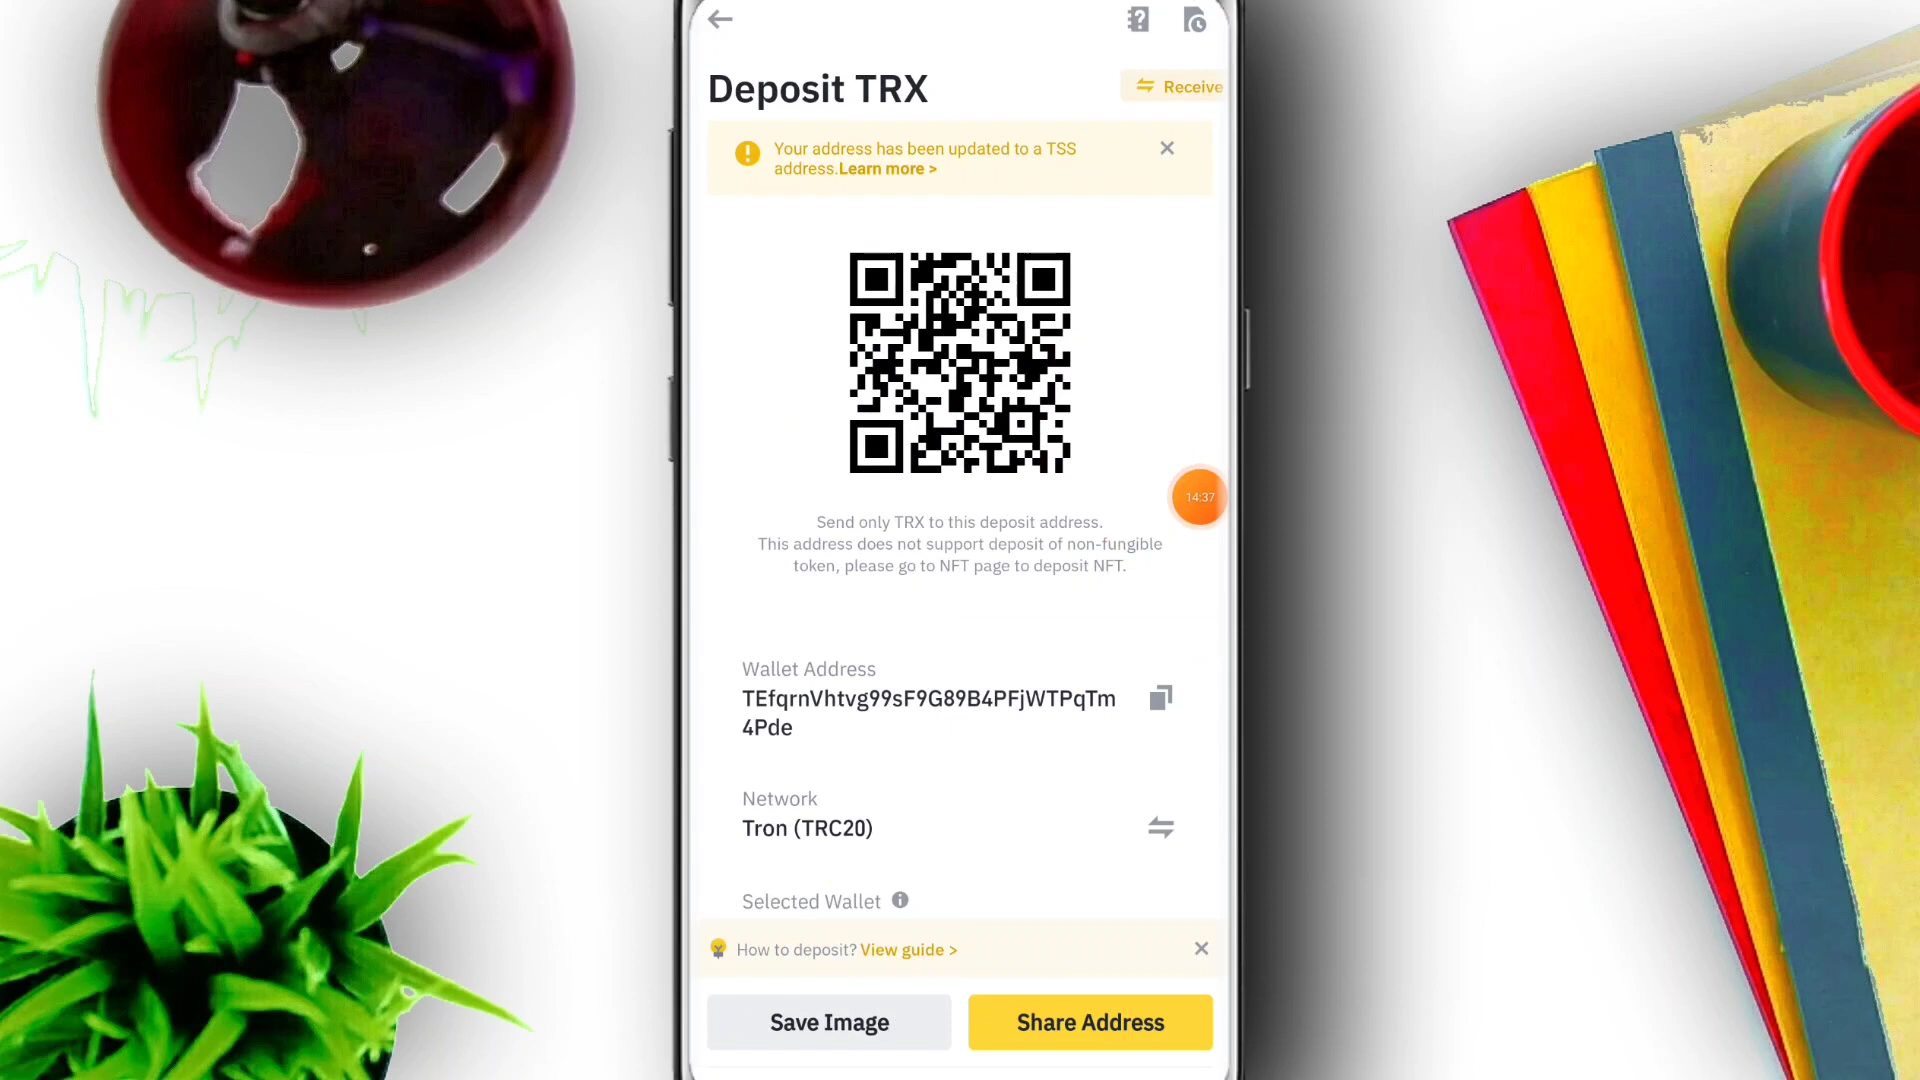 Deposit TRX
Receive
Your address has been updated to a TSS
address.Learn more >
14:37
Send only TRX to this deposit address.
This address does not support deposit of non-fungible
token, please go to NFT page to deposit NFT.
Wallet Address
TEfqrnVhtvg99sF9G89B4PFjWTPqTm
4Pde
Network
Tron (TRC20)
Selected Wallet
How to deposit? View guide >
Save Image
Share Address